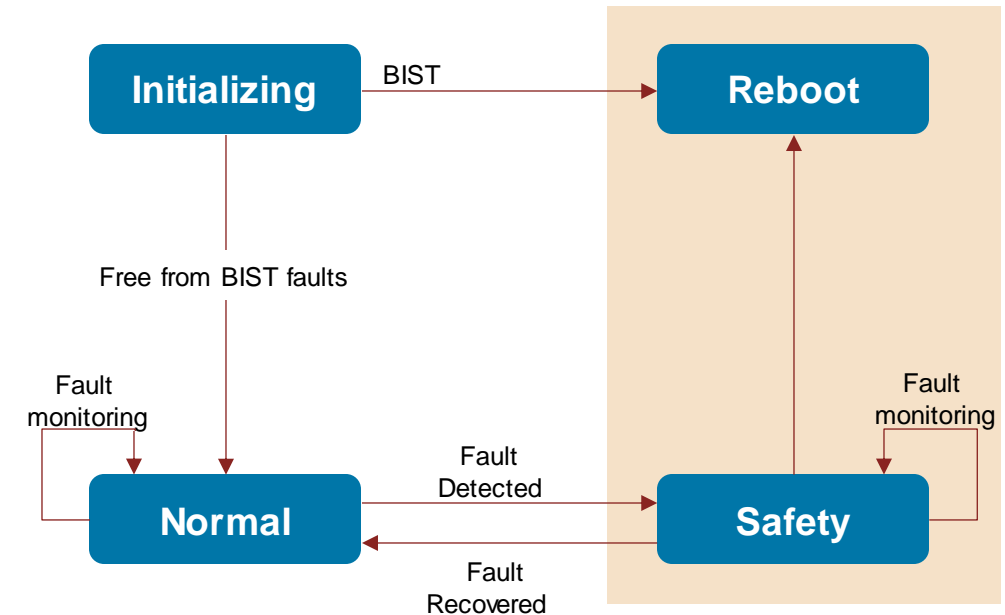 Initializing
BIST
Reboot
Free from BIST faults
Fault
monitoring
Fault
monitoring
Fault
Detected
Normal
Safety
Fault
Recovered